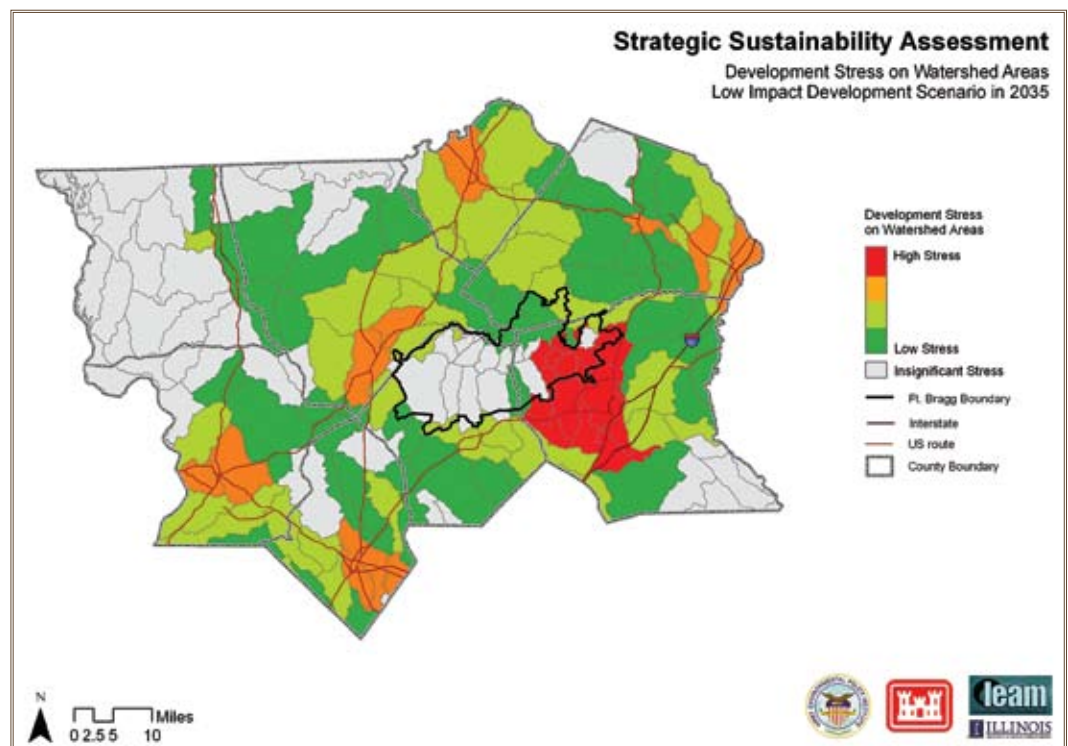 Strategic Sustainability Assessment
Development Stress on Watershed Areas
Low Impact Development Scenario in 2035
Development Stress
on Watershed Areas
High Stress
Low Stress
Insignificant Stress
Ft. Bragg Boundary
Interstate
US route
County Boundary
N
Miles
0 2.5 5 10
leam
ILLINOIS